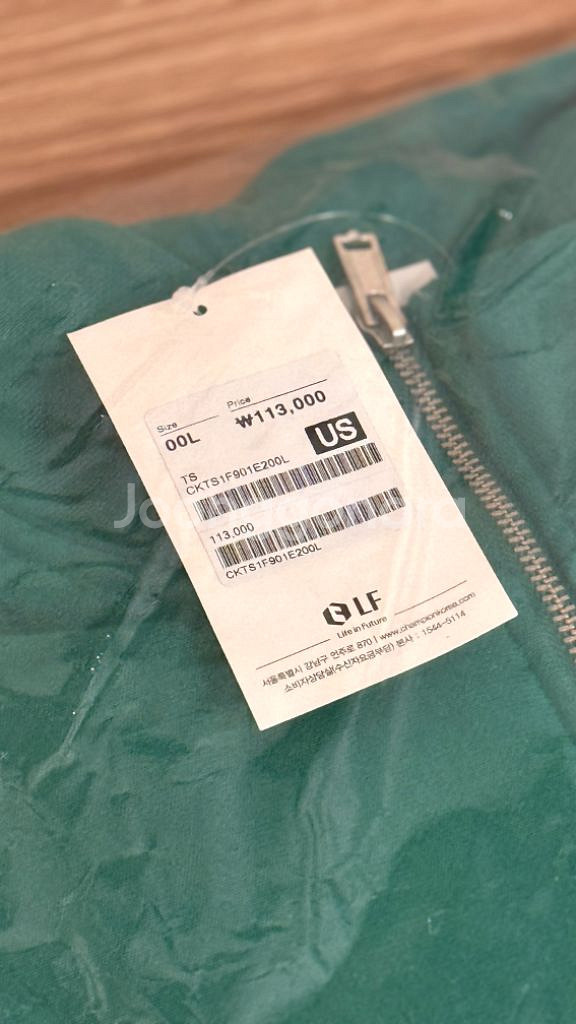 Size Price
00L ₩113,000
US
TS
CKTS1F901E200L
113,000
CKTS1F901E200L
LF
Life in Future
서울특별시 강남구 언주로 870 | www.championkorea.com
소비자상담실(수신자요금부담) 본사 : 1544-5114